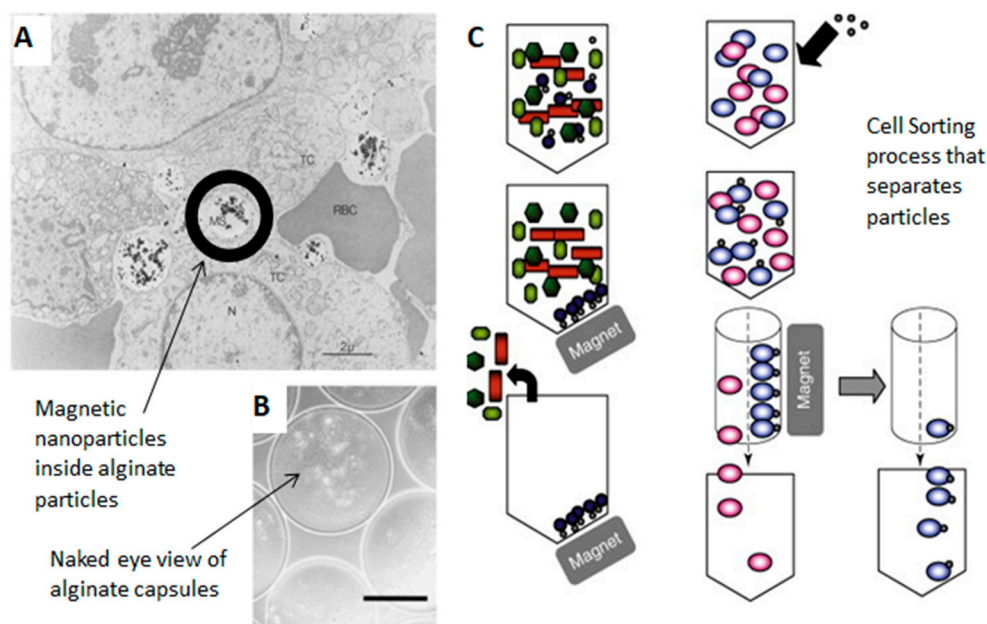 A
TC
MS
RBC
TC
N
2µ
Magnetic
nanoparticles
inside alginate
particles
B
Naked eye view of
alginate capsules
C
Magnet
Magnet
Cell Sorting
process that
separates
particles
Magnet